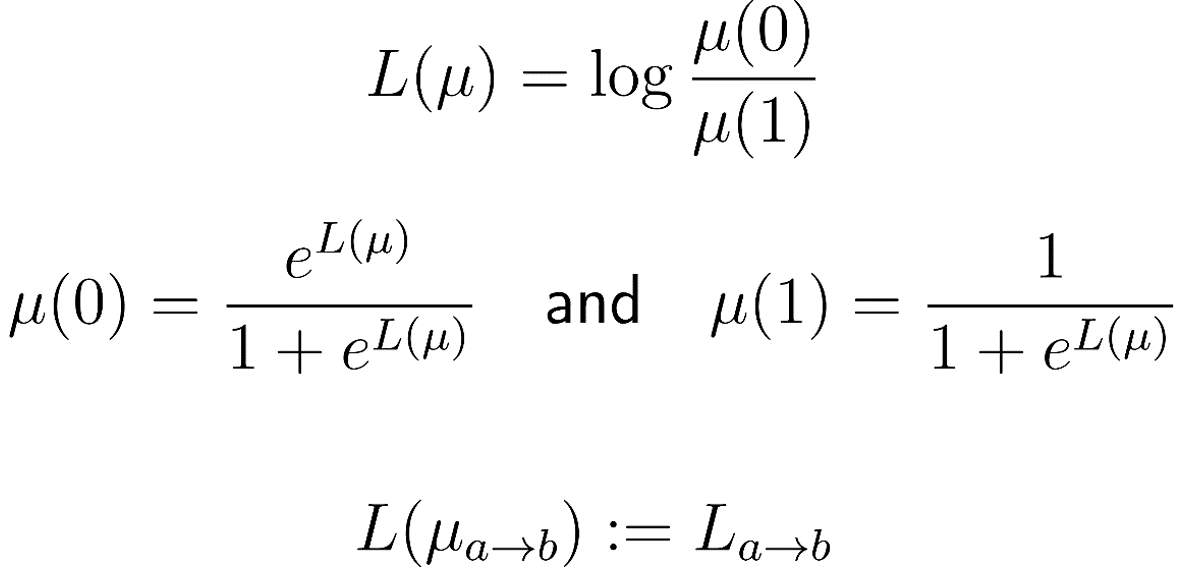 L(μ) = log μ(0)/μ(1)
μ(0) = e^{L(μ)}/(1 + e^{L(μ)}) and μ(1) = 1/(1 + e^{L(μ)})
L(μ_{a→b}) := L_{a→b}